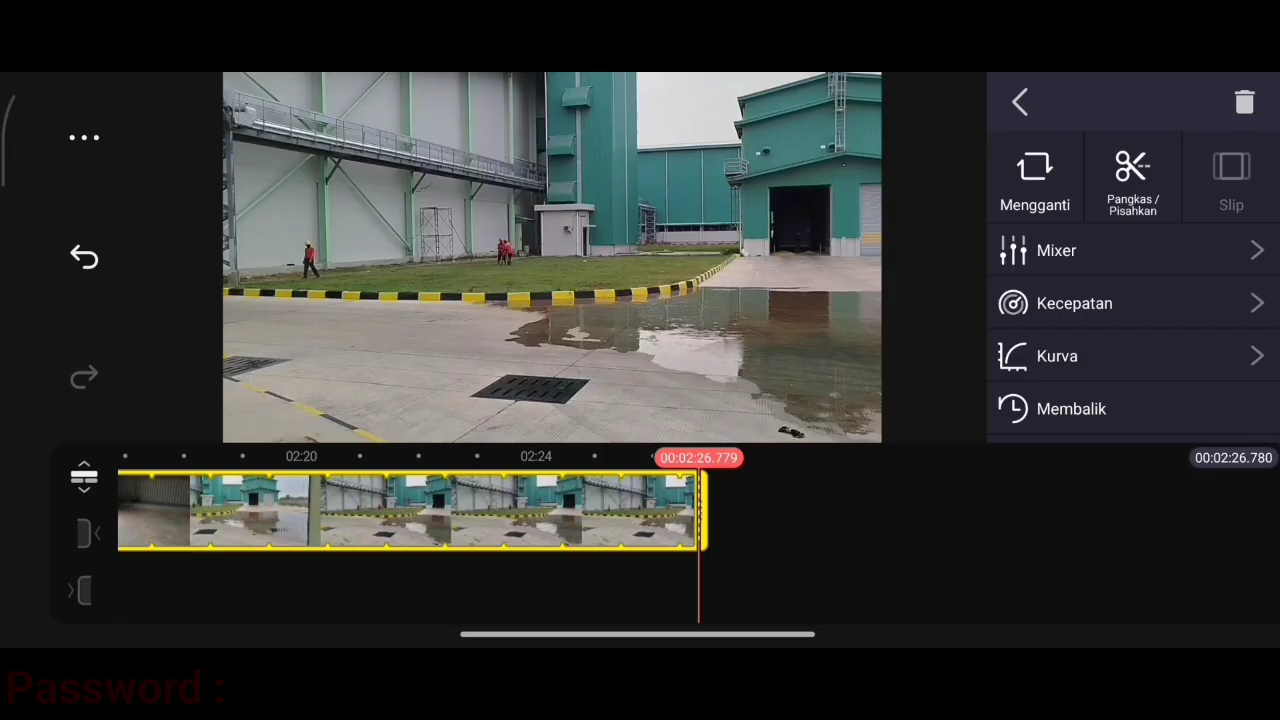 Mengganti
Pangkas /
Pisahkan
Slip
Mixer
Kecepatan
Kurva
Membalik
02:20
02:24
00:02:26.779
00:02:26.780
Password :